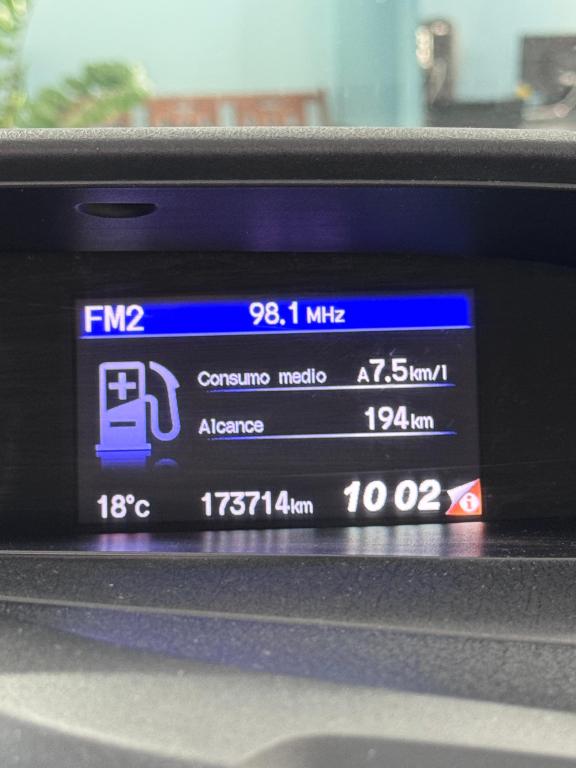 FM2 98.1 MHz
Consumo medio A7.5km/l
Alcance 194km
18°c 173714km 10 02 i